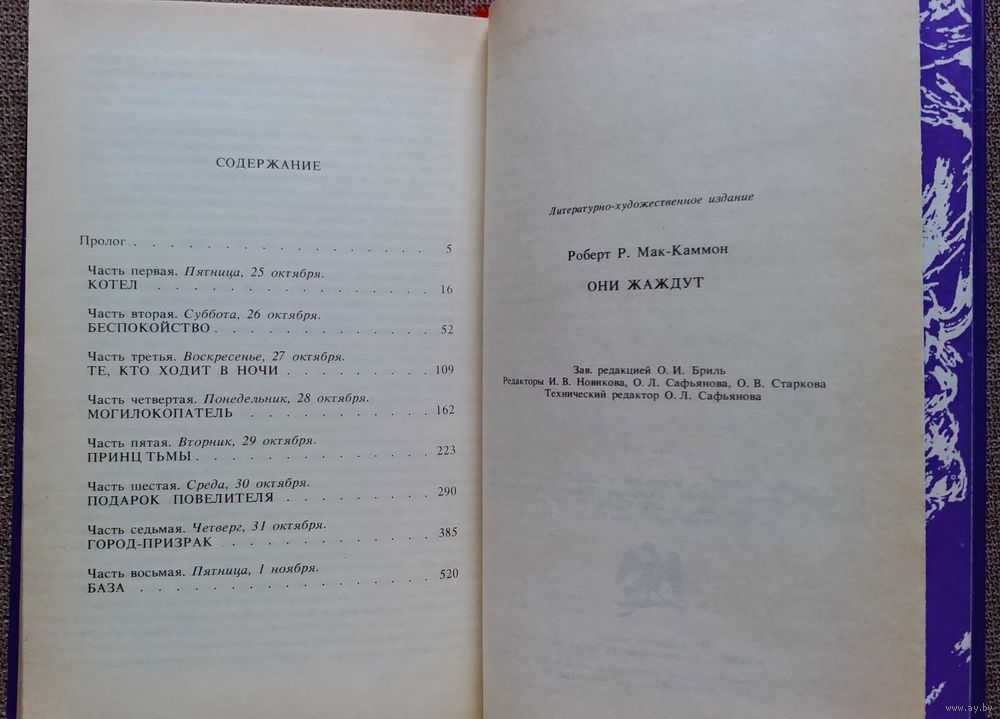 СОДЕРЖАНИЕ
Пролог . . . . . . . . . . . . . . . . . 5
Часть первая. Пятница, 25 октября.
КОТЕЛ . . . . . . . . . . . . . . . 16
Часть вторая. Суббота, 26 октября.
БЕСПОКОЙСТВО . . . . . . . . . . . . 52
Часть третья. Воскресенье, 27 октября.
ТЕ, КТО ХОДИТ В НОЧИ . . . . . . . . 109
Часть четвертая. Понедельник, 28 октября.
МОГИЛОКОПАТЕЛЬ . . . . . . . . . . 162
Часть пятая. Вторник, 29 октября.
ПРИНЦ ТЬМЫ . . . . . . . . . . . . . 223
Часть шестая. Среда, 30 октября.
ПОДАРОК ПОВЕЛИТЕЛЯ . . . . . . . . 290
Часть седьмая. Четверг, 31 октября.
ГОРОД-ПРИЗРАК . . . . . . . . . . . 385
Часть восьмая. Пятница, 1 ноября.
БАЗА . . . . . . . . . . . . . . . . 520
Литературно-художественное издание
Роберт Р. Мак-Каммон
ОНИ ЖАЖДУТ
Зав. редакцией О. И. Бриль
Редакторы И. В. Новикова, О. Л. Сафьянова, О. В. Старкова
Технический редактор О. Л. Сафьянова
www.ay.by